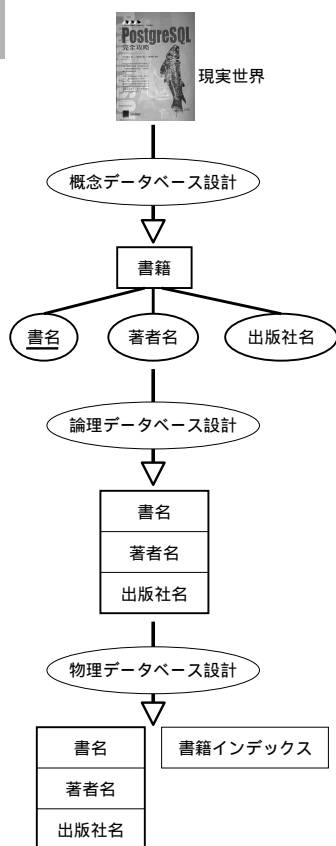 PostgreSQL
完全攻略
現実世界
概念データベース設計
書籍
書名 著者名 出版社名
論理データベース設計
書名
著者名
出版社名
物理データベース設計
書名 書籍インデックス
著者名
出版社名